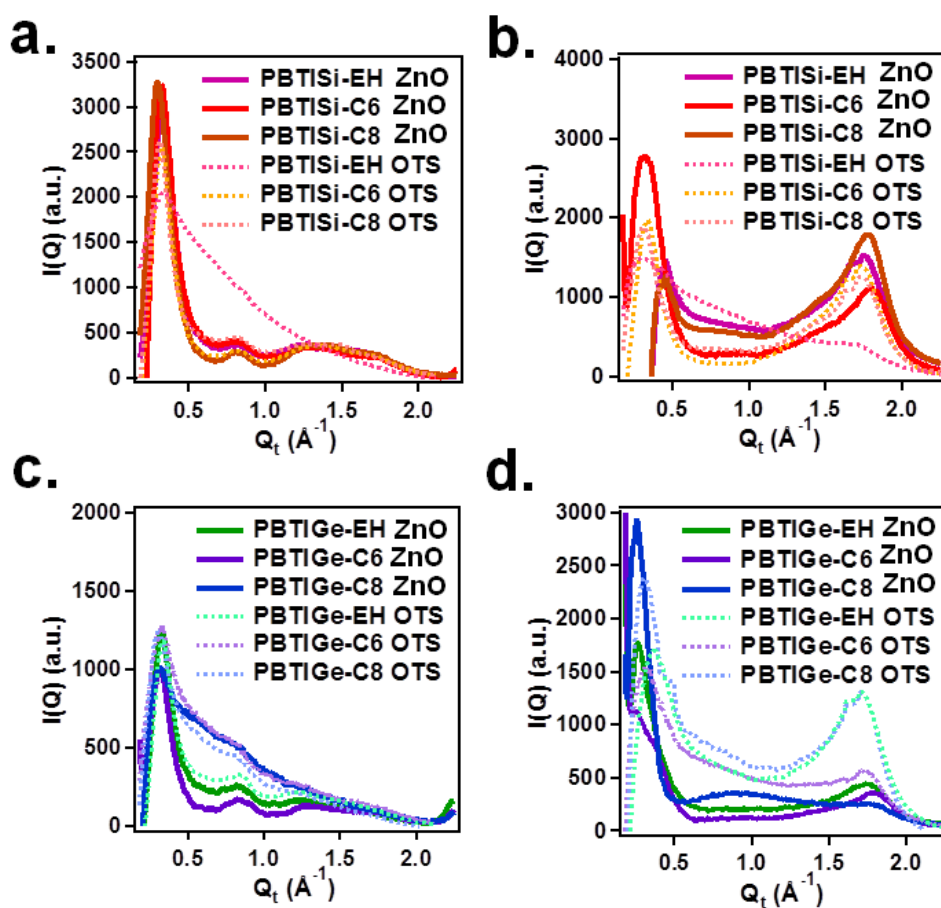 a.
I(Q) (a.u.)
3500
3000
2500
2000
1500
1000
500
0
PBTISi-EH ZnO
PBTISi-C6 ZnO
PBTISi-C8 ZnO
PBTISi-EH OTS
PBTISi-C6 OTS
PBTISi-C8 OTS
0.5 1.0 1.5 2.0
Qt (Å-1)
b.
I(Q) (a.u.)
4000
3000
2000
1000
0
PBTISi-EH ZnO
PBTISi-C6 ZnO
PBTISi-C8 ZnO
PBTISi-EH OTS
PBTISi-C6 OTS
PBTISi-C8 OTS
0.5 1.0 1.5 2.0
Qt (Å-1)
c.
I(Q) (a.u.)
2000
1500
1000
500
0
PBTIGe-EH ZnO
PBTIGe-C6 ZnO
PBTIGe-C8 ZnO
PBTIGe-EH OTS
PBTIGe-C6 OTS
PBTIGe-C8 OTS
0.5 1.0 1.5 2.0
Qt (Å-1)
d.
I(Q) (a.u.)
3000
2500
2000
1500
1000
500
0
PBTIGe-EH ZnO
PBTIGe-C6 ZnO
PBTIGe-C8 ZnO
PBTIGe-EH OTS
PBTIGe-C6 OTS
PBTIGe-C8 OTS
0.5 1.0 1.5 2.0
Qt (Å-1)